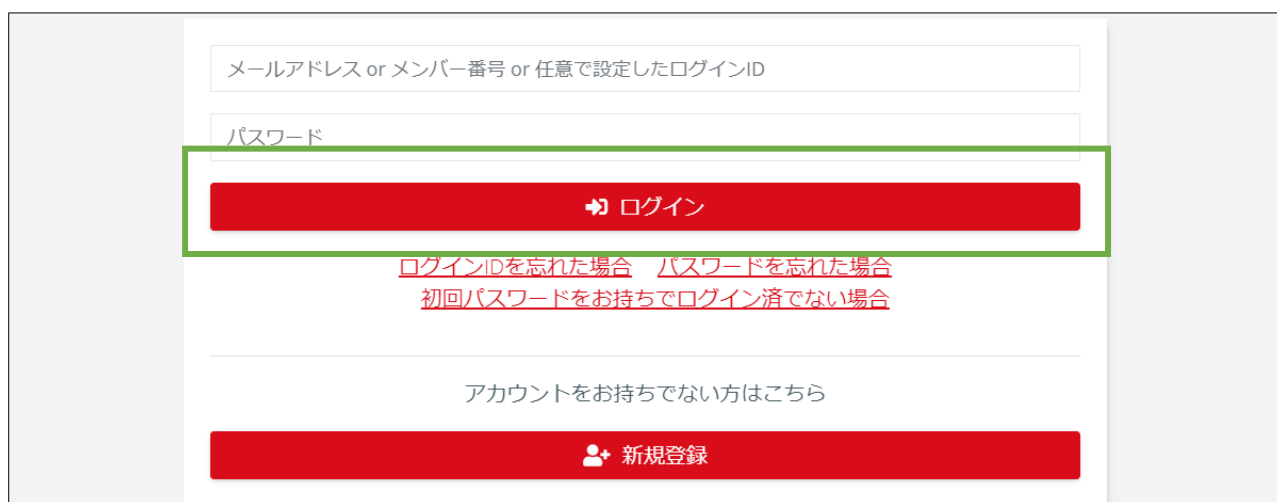 メールアドレス or メンバー番号 or 任意で設定したログインID
パスワード
ログイン
ログインIDを忘れた場合 パスワードを忘れた場合
初回パスワードをお持ちでログイン済でない場合
アカウントをお持ちでない方はこちら
新規登録